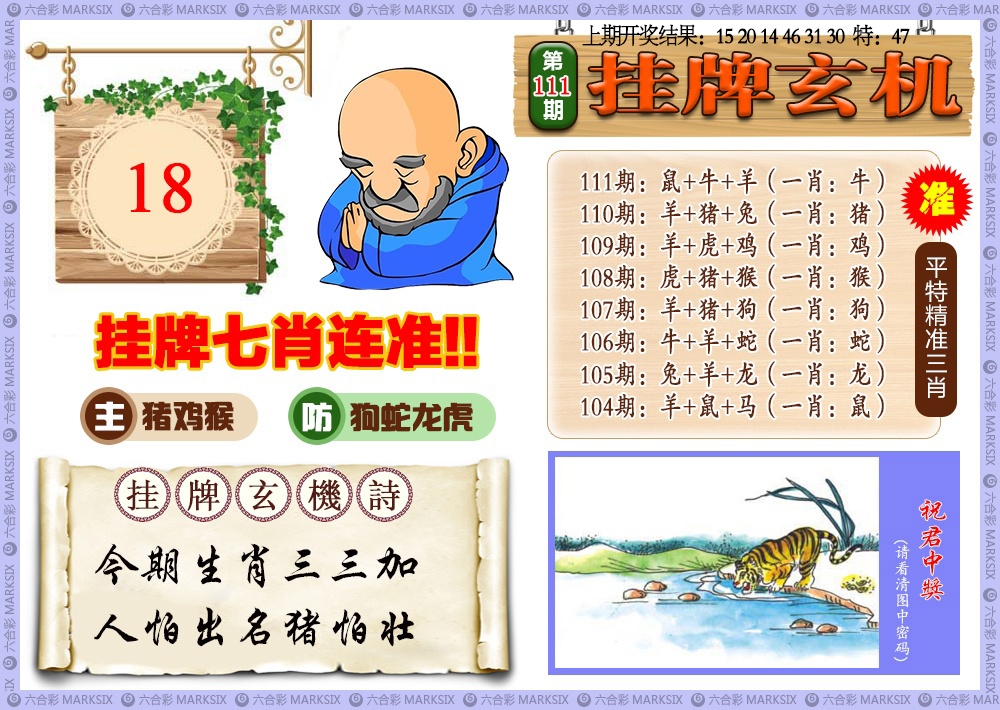 上期开奖结果：15 20 14 46 31 30 特：47
第111期
挂牌玄机
18
111期：鼠+牛+羊（一肖：牛）
110期：羊+猪+兔（一肖：猪）
109期：羊+虎+鸡（一肖：鸡）
108期：虎+猪+猴（一肖：猴）
107期：羊+猪+狗（一肖：狗）
106期：牛+羊+蛇（一肖：蛇）
105期：兔+羊+龙（一肖：龙）
104期：羊+鼠+马（一肖：鼠）
准
平特精准三肖
挂牌七肖连准!!
主 猪鸡猴
防 狗蛇龙虎
挂牌玄機詩
今期生肖三三加
人怕出名猪怕壮
祝君中獎
（请看清图中密码）
六合彩 MARKSIX